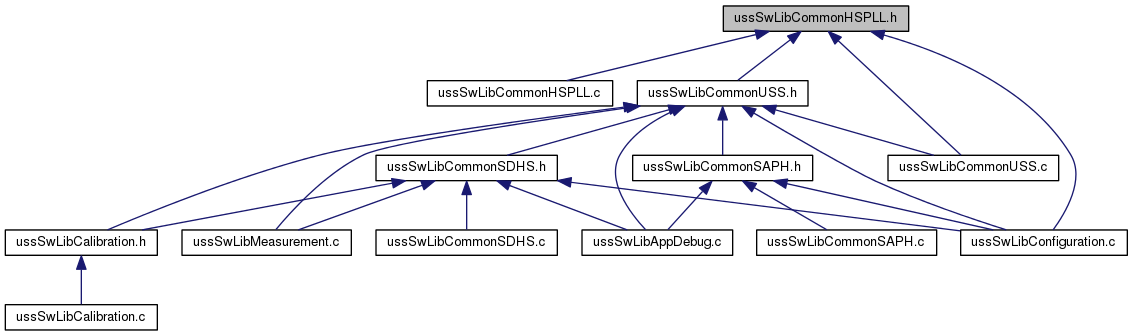 ussSwLibCommonHSPLL.h
ussSwLibCommonHSPLL.c
ussSwLibCommonUSS.h
ussSwLibCommonSDHS.h
ussSwLibCommonSAPH.h
ussSwLibCommonUSS.c
ussSwLibCalibration.h
ussSwLibMeasurement.c
ussSwLibCommonSDHS.c
ussSwLibAppDebug.c
ussSwLibCommonSAPH.c
ussSwLibConfiguration.c
ussSwLibCalibration.c